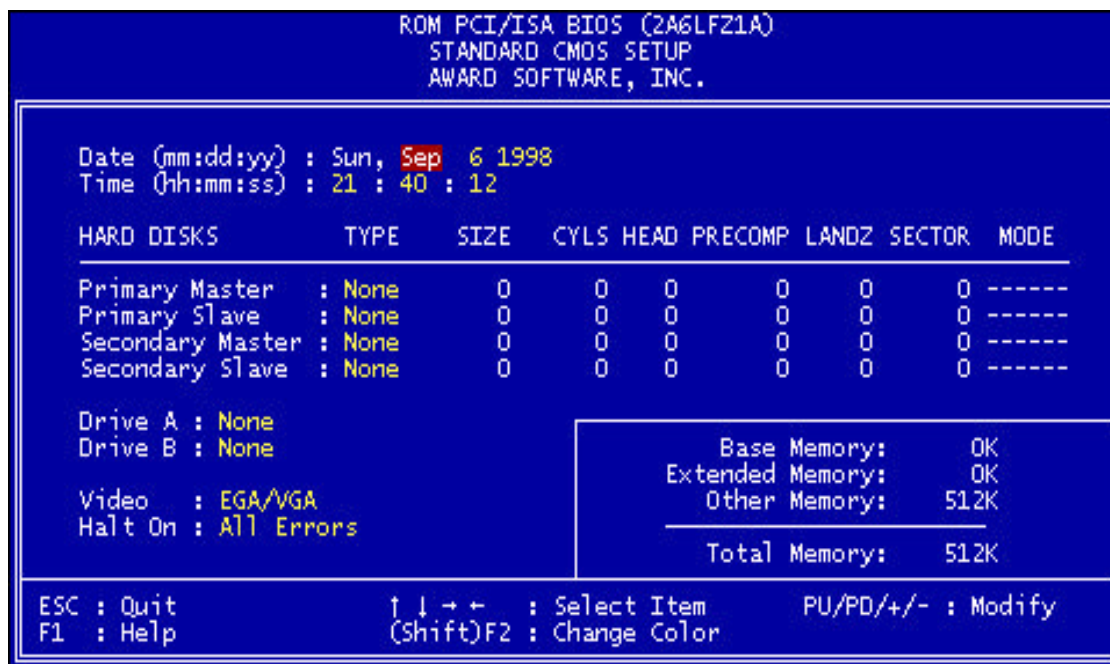 ROM PCI/ISA BIOS (2A6LFZ1A)
STANDARD CMOS SETUP
AWARD SOFTWARE, INC.
Date (mm:dd:yy) : Sun, Sep 6 1998
Time (hh:mm:ss) : 21 : 40 : 12
HARD DISKS TYPE SIZE CYLS HEAD PRECOMP LANDZ SECTOR MODE
Primary Master : None 0 0 0 0 0 0 ------
Primary Slave : None 0 0 0 0 0 0 ------
Secondary Master : None 0 0 0 0 0 0 ------
Secondary Slave : None 0 0 0 0 0 0 ------
Drive A : None
Drive B : None
Video : EGA/VGA
Halt On : All Errors
Base Memory: 0K
Extended Memory: 0K
Other Memory: 512K
Total Memory: 512K
ESC : Quit ↑ ↓ → ← : Select Item PU/PD/+/- : Modify
F1 : Help (Shift)F2 : Change Color